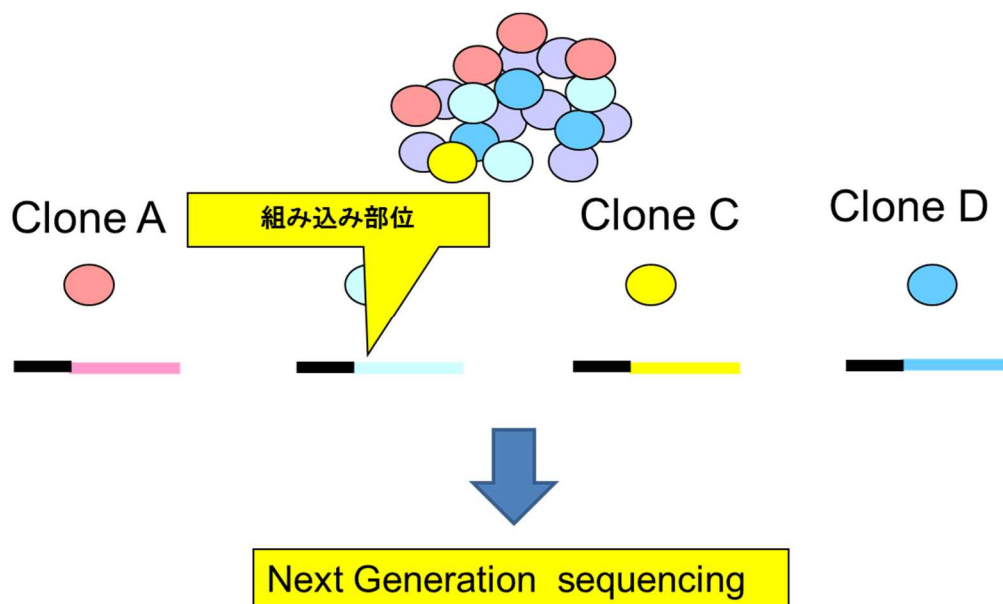 Clone A
組み込み部位
Clone C
Clone D
Next Generation sequencing